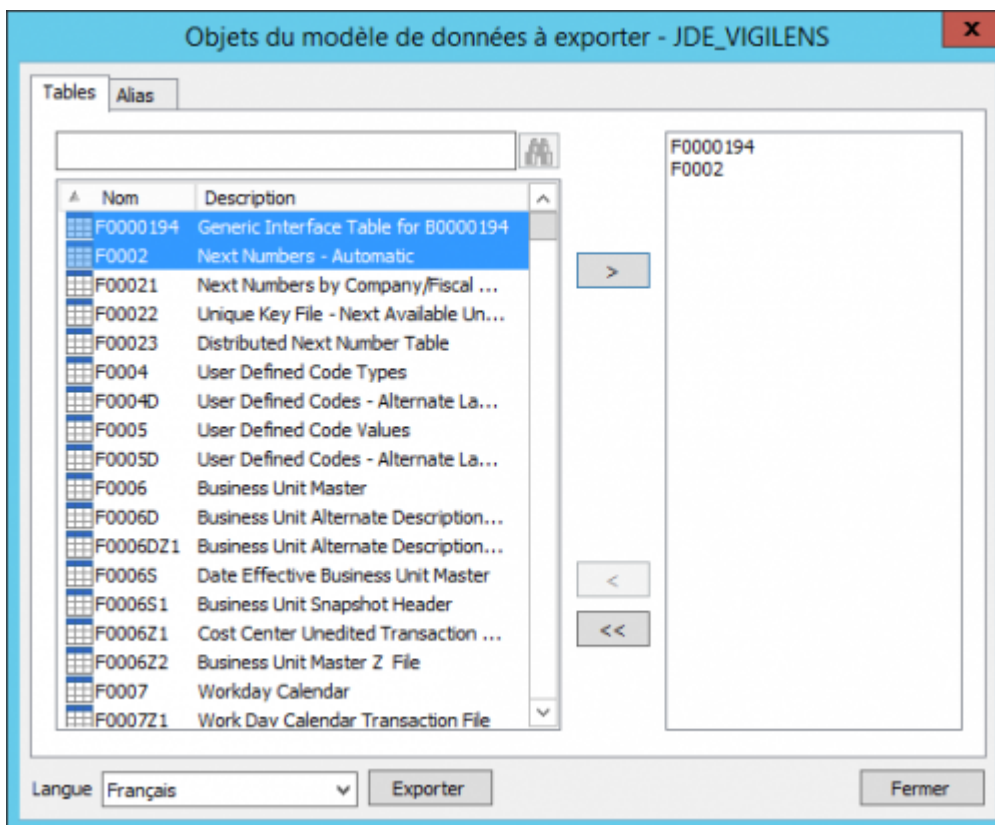 Objets du modèle de données à exporter - JDE_VIGILENS
x
Tables Alias
Nom Description
F0000194 Generic Interface Table for B0000194
F0002 Next Numbers - Automatic
F00021 Next Numbers by Company/Fiscal ...
F00022 Unique Key File - Next Available Un...
F00023 Distributed Next Number Table
F0004 User Defined Code Types
F0004D User Defined Codes - Alternate La...
F0005 User Defined Code Values
F0005D User Defined Codes - Alternate La...
F0006 Business Unit Master
F0006D Business Unit Alternate Description...
F0006DZ1 Business Unit Alternate Description...
F0006S Date Effective Business Unit Master
F0006S1 Business Unit Snapshot Header
F0006Z1 Cost Center Unedited Transaction ...
F0006Z2 Business Unit Master Z File
F0007 Workday Calendar
F0007Z1 Work Day Calendar Transaction File
>
<
<<
F0000194
F0002
Langue Français Exporter Fermer